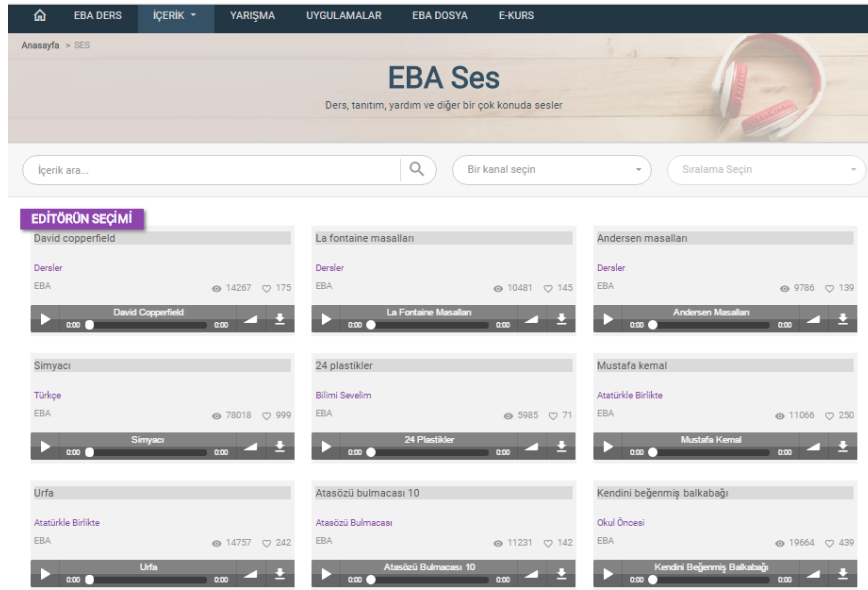 EBA DERS İÇERİK YARIŞMA UYGULAMALAR EBA DOSYA E-KURS
Anasayfa > SES
EBA Ses
Ders, tanıtım, yardım ve diğer bir çok konuda sesler
İçerik ara...
Bir kanal seçin
Sıralama Seçin
EDİTÖRÜN SEÇİMİ
David copperfield
Dersler
EBA 14267 175
David Copperfield
0:00 0:00
La fontaine masalları
Dersler
EBA 10481 145
La Fontaine Masalları
0:00 0:00
Andersen masalları
Dersler
EBA 9786 139
Andersen Masalları
0:00 0:00
Simyacı
Türkçe
EBA 78018 999
Simyacı
0:00 0:00
24 plastikler
Bilimi Sevelim
EBA 5985 71
24 Plastikler
0:00 0:00
Mustafa kemal
Atatürkle Birlikte
EBA 11066 250
Mustafa Kemal
0:00 0:00
Urfa
Atatürkle Birlikte
EBA 14757 242
Urfa
0:00 0:00
Atasözü bulmacası 10
Atasözü Bulmacası
EBA 11231 142
Atasözü Bulmacası 10
0:00 0:00
Kendini beğenmiş balkabağı
Okul Öncesi
EBA 19664 439
Kendini Beğenmiş Balkabağı
0:00 0:00